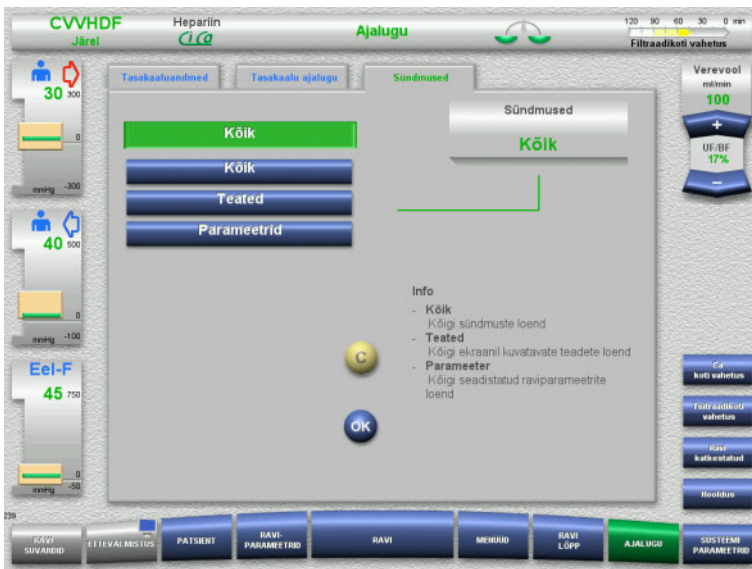 CVVHDF
Järel
Hepariin
CiCa
Ajalugu
120 90 60 30 0 min
Filtraadikoti vahetus
30 300
0
mmHg -300
40 500
0
mmHg -100
Eel-F
45 750
0
mmHg -50
Tasakaaluandmed
Tasakaalu ajalugu
Sündmused
Kõik
Kõik
Teated
Parameetrid
Sündmused
Kõik
Info
- Kõik
Kõigi sündmuste loend
- Teated
Kõigi ekraanil kuvatavate teadete loend
- Parameeter
Kõigi seadistatud raviparameetrite
loend
C
OK
Verevool
ml/min
100
+
UF/BF
17%
−
Ca
koti vahetus
Tsitraadikoti
vahetus
Ravi
katkestatud
Hooldus
239
RAVI
SUVANDID
ETTEVALMISTUS
PATSIENT
RAVI-
PARAMEETRID
RAVI
MENÜÜD
RAVI
LÕPP
AJALUGU
SÜSTEEMI
PARAMEETRID